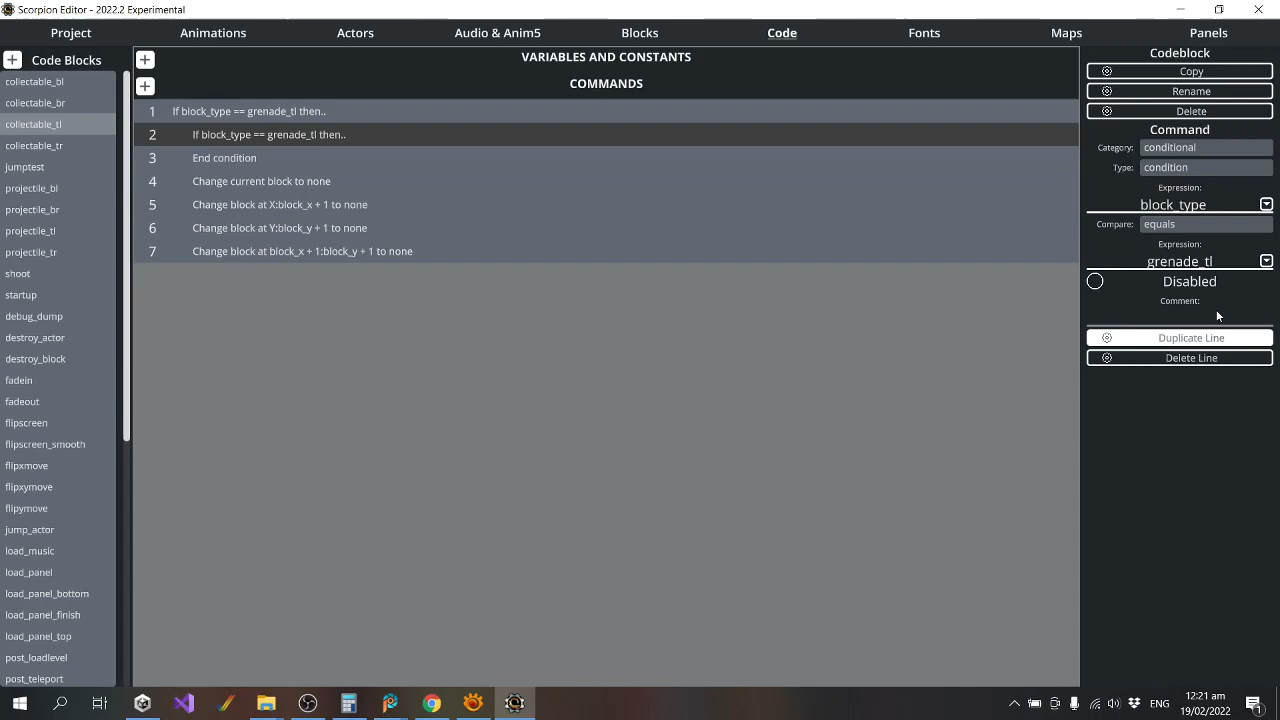 Scorpion Editor - 2022.2 Experimental
Project Animations Actors Audio & Anim5 Blocks Code Fonts Maps Panels
Code Blocks
collectable_bl
collectable_br
collectable_tl
collectable_tr
jumptest
projectile_bl
projectile_br
projectile_tl
projectile_tr
shoot
startup
debug_dump
destroy_actor
destroy_block
fadein
fadeout
flipscreen
flipscreen_smooth
flipxmove
flipxymove
flipymove
jump_actor
load_music
load_panel
load_panel_bottom
load_panel_finish
load_panel_top
post_loadlevel
post_teleport
VARIABLES AND CONSTANTS
COMMANDS
1 If block_type == grenade_tl then..
2 If block_type == grenade_tl then..
3 End condition
4 Change current block to none
5 Change block at X:block_x + 1 to none
6 Change block at Y:block_y + 1 to none
7 Change block at block_x + 1:block_y + 1 to none
Codeblock
Copy
Rename
Delete
Command
Category: conditional
Type: condition
Expression:
block_type
Compare: equals
Expression:
grenade_tl
Disabled
Comment:
Duplicate Line
Delete Line
12:21 am
ENG
19/02/2022
1